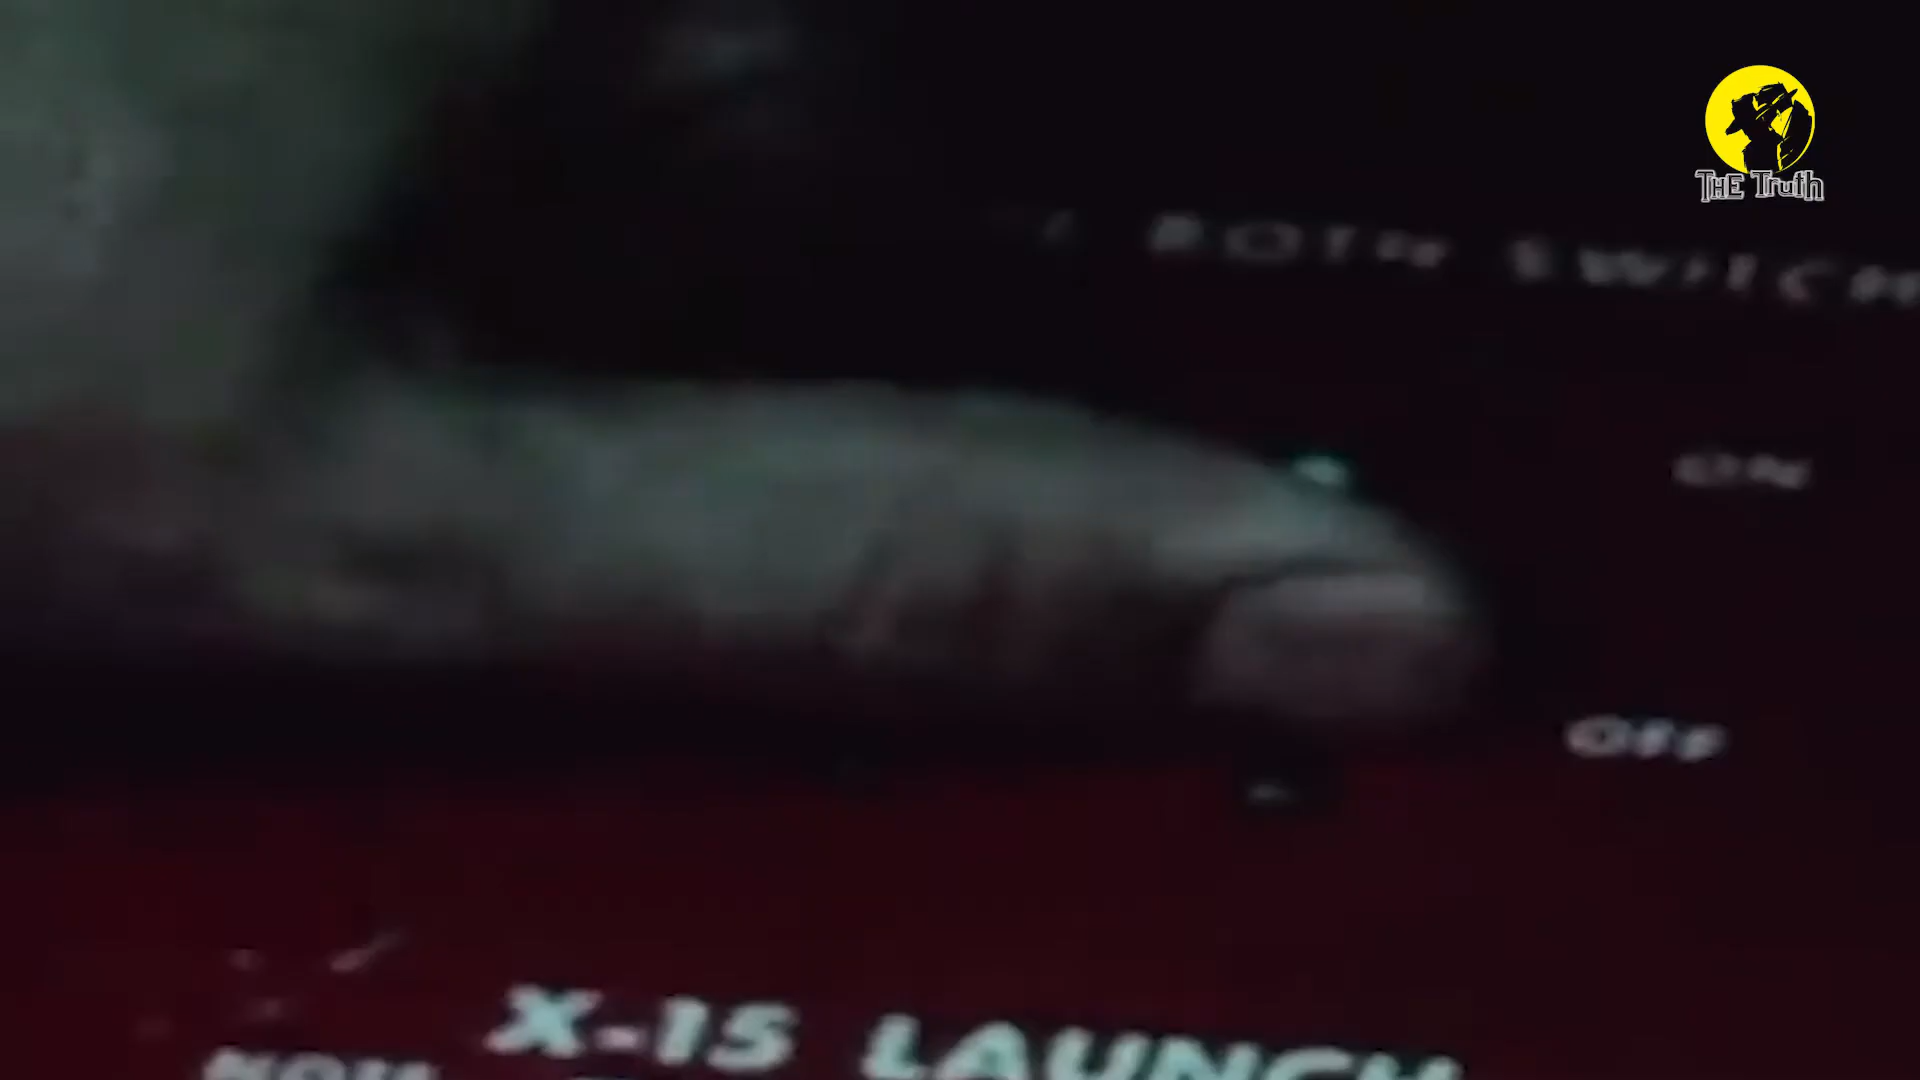 THE Truth
BOTH SWITCH
ON
OFF
X-15 LAUNCH